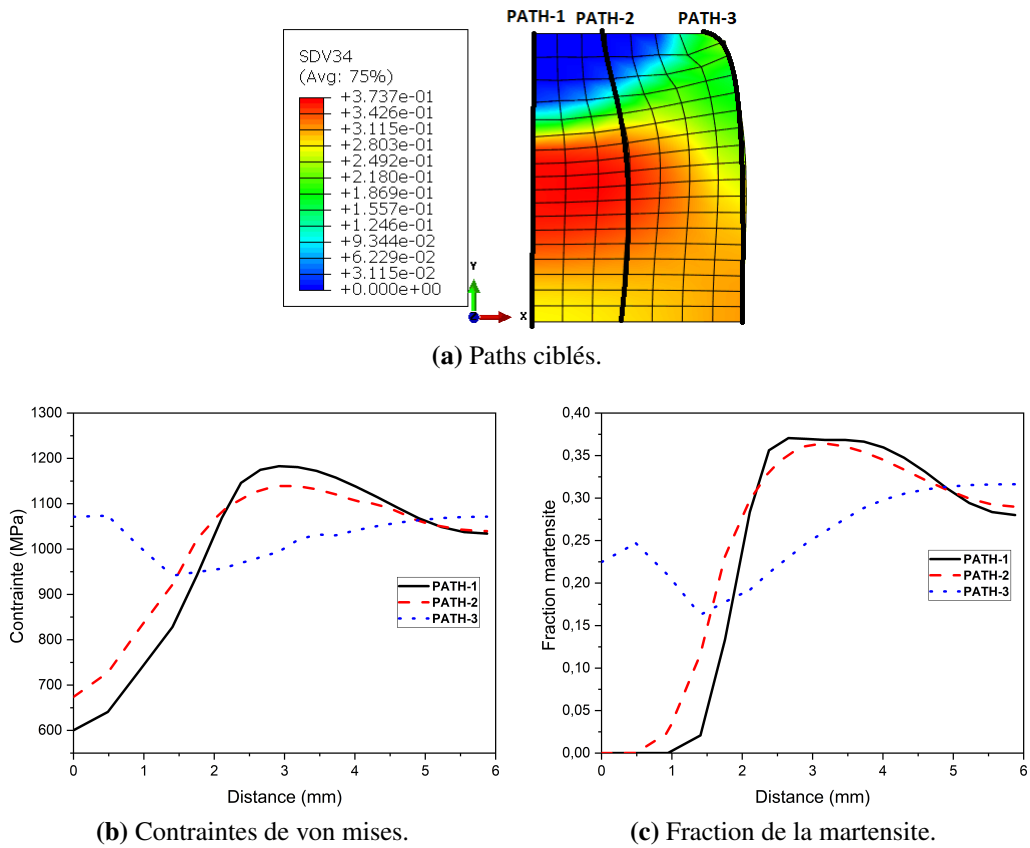 PATH-1 PATH-2 PATH-3
SDV34
(Avg: 75%)
+3.737e-01
+3.426e-01
+3.115e-01
+2.803e-01
+2.492e-01
+2.180e-01
+1.869e-01
+1.557e-01
+1.246e-01
+9.344e-02
+6.229e-02
+3.115e-02
+0.000e+00
Y
X
(a) Paths ciblés.
1300
1200
1100
1000
900
800
700
600
Contrainte (MPa)
PATH-1
PATH-2
PATH-3
0 1 2 3 4 5 6
Distance (mm)
(b) Contraintes de von mises.
0,40
0,35
0,30
0,25
0,20
0,15
0,10
0,05
0,00
Fraction martensite
PATH-1
PATH-2
PATH-3
0 1 2 3 4 5 6
Distance (mm)
(c) Fraction de la martensite.